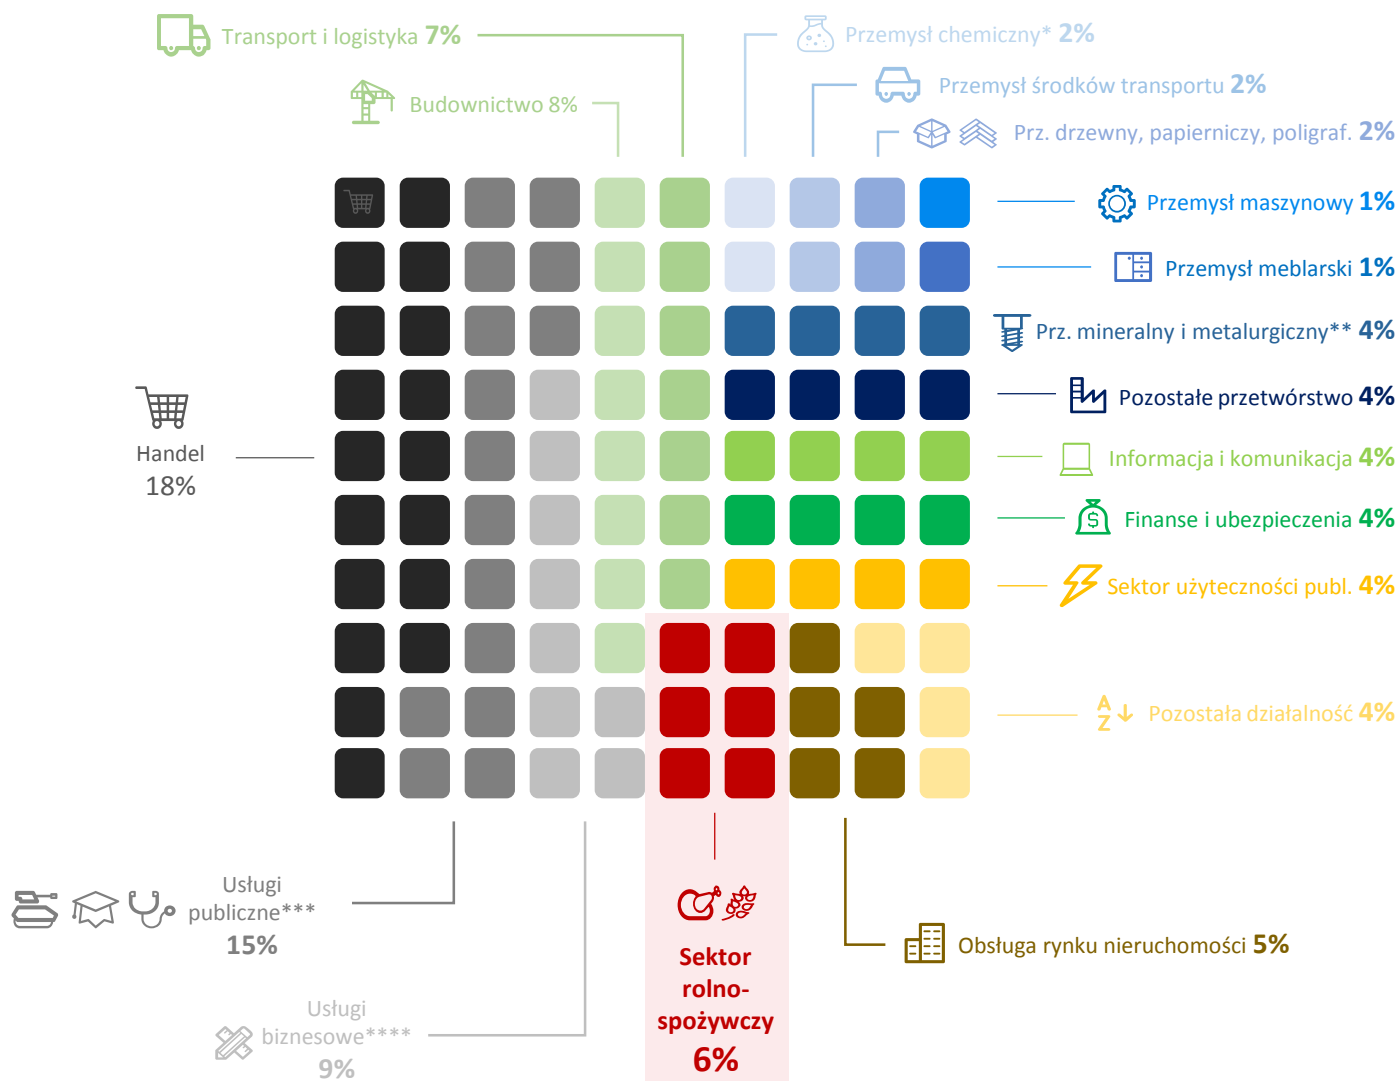 Transport i logistyka 7%
Przemysł chemiczny* 2%
Budownictwo 8%
Przemysł środków transportu 2%
Prz. drzewny, papierniczy, poligraf. 2%
Przemysł maszynowy 1%
Przemysł meblarski 1%
Prz. mineralny i metalurgiczny** 4%
Pozostałe przetwórstwo 4%
Handel
18%
Informacja i komunikacja 4%
Finanse i ubezpieczenia 4%
$
Sektor użyteczności publ. 4%
A
Z
Pozostała działalność 4%
Usługi
publiczne***
15%
Obsługa rynku nieruchomości 5%
Sektor
rolno-
spożywczy
6%
Usługi
biznesowe****
9%